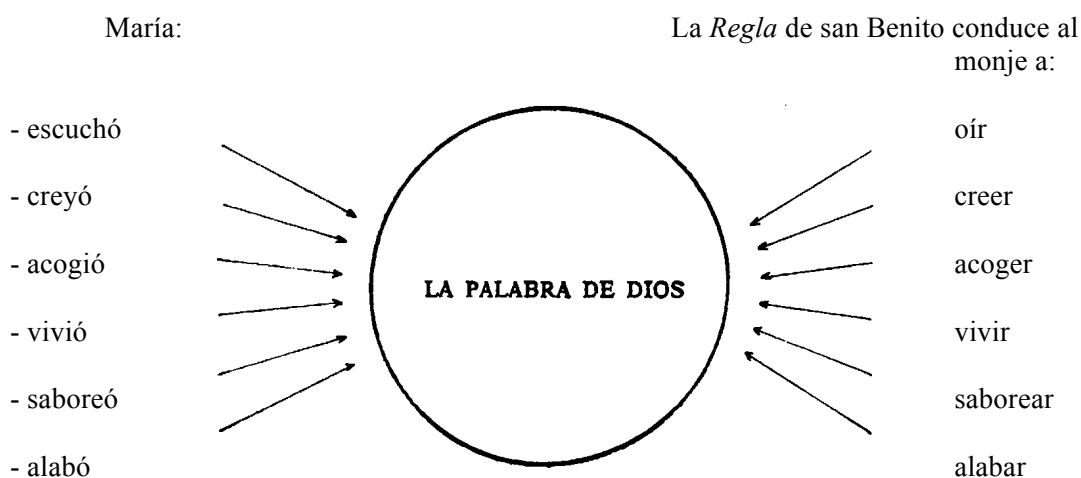 María:
La Regla de san Benito conduce al
monje a:
- escuchó
oír
- creyó
creer
- acogió
acoger
LA PALABRA DE DIOS
- vivió
vivir
- saboreó
saborear
- alabó
alabar